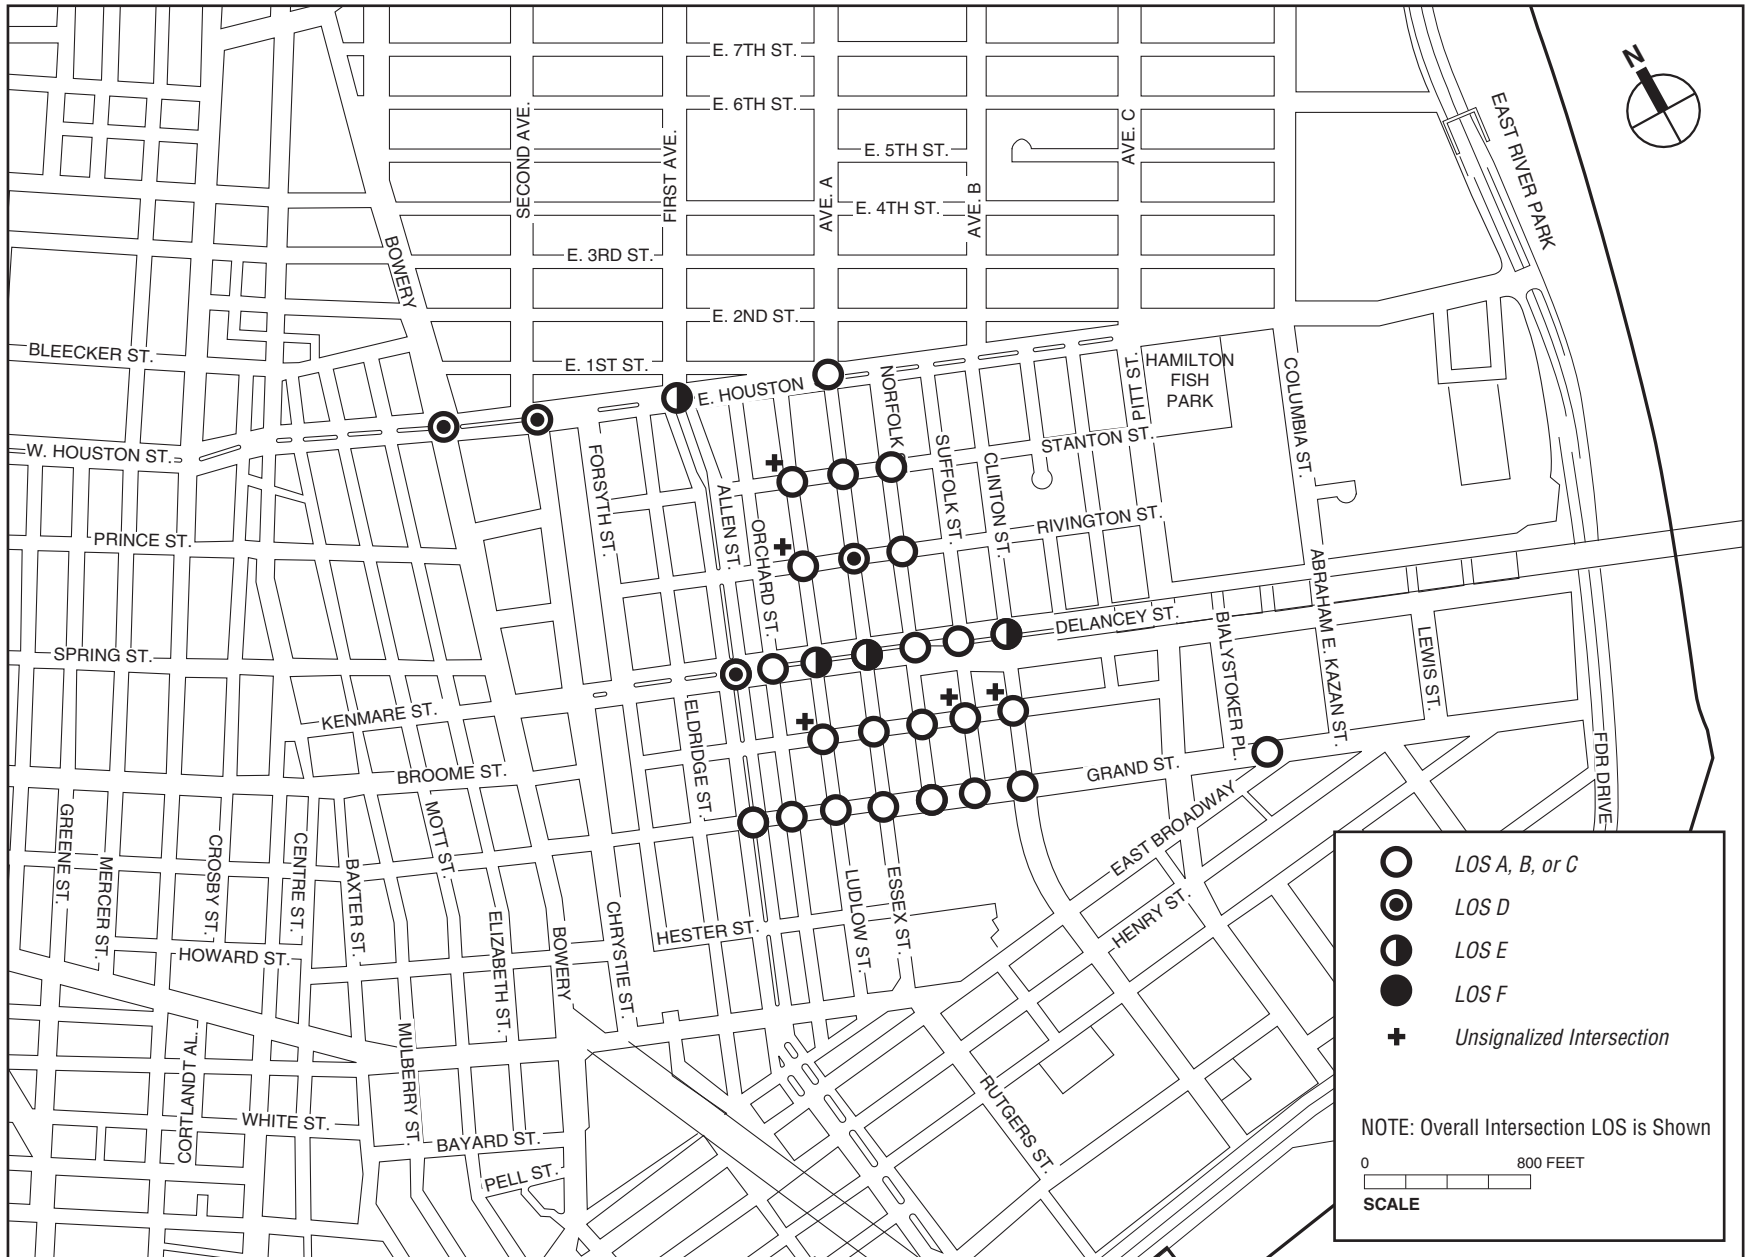 E. 7TH ST.
E. 6TH ST.
E. 5TH ST.
E. 4TH ST.
E. 3RD ST.
E. 2ND ST.
E. 1ST ST.
SECOND AVE.
FIRST AVE.
AVE. A
AVE. B
AVE. C
N
EAST RIVER PARK
BOWERY
BLEECKER ST.
W. HOUSTON ST.
E. HOUSTON
NORFOLK
HAMILTON
FISH
PARK
PITT ST.
COLUMBIA ST.
STANTON ST.
SUFFOLK ST.
CLINTON ST.
RIVINGTON ST.
FORSYTH ST.
ALLEN ST.
ORCHARD ST.
PRINCE ST.
SPRING ST.
KENMARE ST.
BROOME ST.
DELANCEY ST.
ABRAHAM E. KAZAN ST.
BIALYSTOKER PL.
LEWIS ST.
FDR DRIVE
ELDRIDGE ST.
GRAND ST.
EAST BROADWAY
HENRY ST.
GREENE ST.
MERCER ST.
CROSBY ST.
CENTRE ST.
BAXTER ST.
MOTT ST.
ELIZABETH ST.
BOWERY
CHRYSTIE ST.
HESTER ST.
LUDLOW ST.
ESSEX ST.
HOWARD ST.
CORTLANDT AL.
MULBERRY ST.
WHITE ST.
BAYARD ST.
PELL ST.
RUTGERS ST.
LOS A, B, or C
LOS D
LOS E
LOS F
Unsignalized Intersection
NOTE: Overall Intersection LOS is Shown
0 800 FEET
SCALE